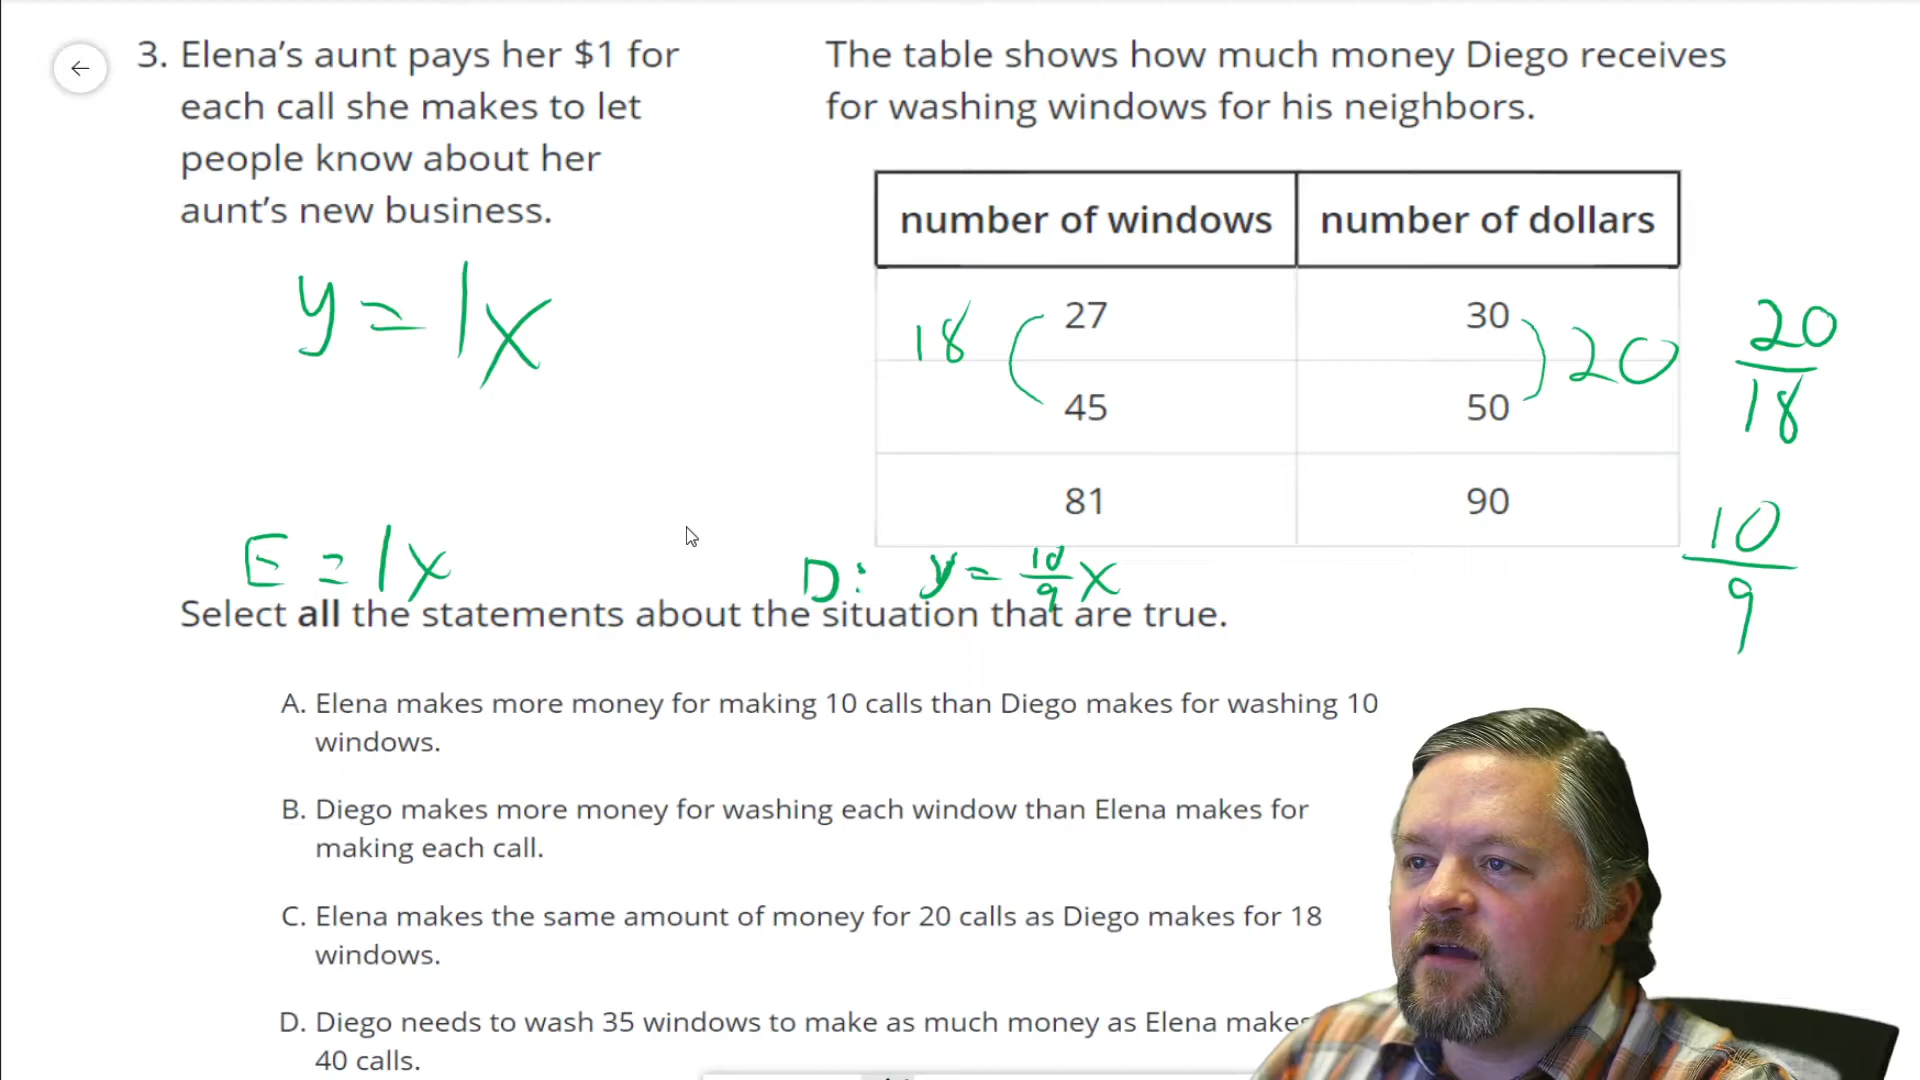 3. Elena's aunt pays her $1 for
each call she makes to let
people know about her
aunt's new business.
y = 1x
The table shows how much money Diego receives
for washing windows for his neighbors.
number of windows number of dollars
27 30
18 20
45 50
81 90
20
18
10
9
E = 1x
D: y = 10/9 x
Select all the statements about the situation that are true.
A. Elena makes more money for making 10 calls than Diego makes for washing 10
windows.
B. Diego makes more money for washing each window than Elena makes for
making each call.
C. Elena makes the same amount of money for 20 calls as Diego makes for 18
windows.
D. Diego needs to wash 35 windows to make as much money as Elena makes
40 calls.